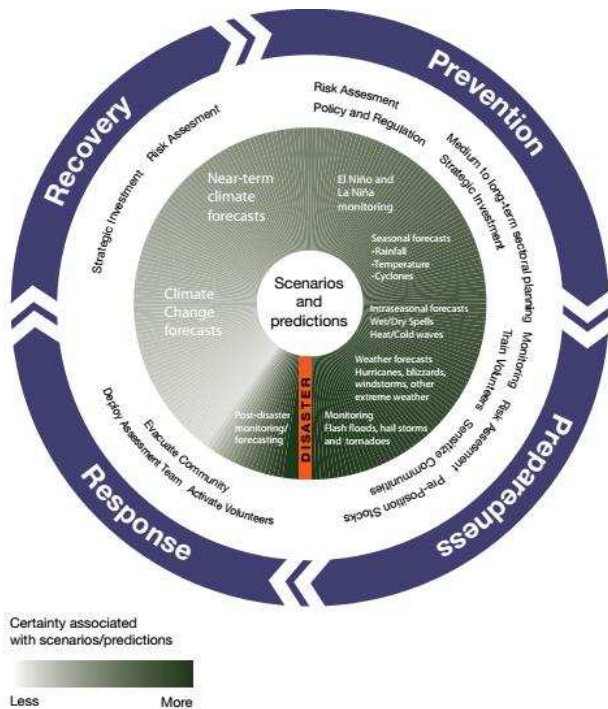 Recovery
Prevention
Preparedness
Response
Risk Assesment
Policy and Regulation
Medium to long-term sectoral planning
Strategic Investment
Monitoring Risk Assesment Pre-Position Stocks
Train Volunteers Sensitize Communities
Evacuate Community
Deploy Assessment Team Activate Volunteers
Strategic Investment Risk Assesment
Near-term
climate
forecasts
El Niño and
La Niña
monitoring
Seasonal forecasts
•Rainfall
•Temperature
•Cyclones
Scenarios
and
predictions
Climate
Change
forecasts
Intraseasonal forecasts
Wet/Dry Spells
Heat/Cold waves
Weather forecasts
Hurricanes, blizzards,
windstorms, other
extreme weather
Post-disaster
monitoring/
forecasting
DISASTER
Monitoring
Flash floods, hail storms
and tornadoes
Certainty associated
with scenarios/predictions
Less More